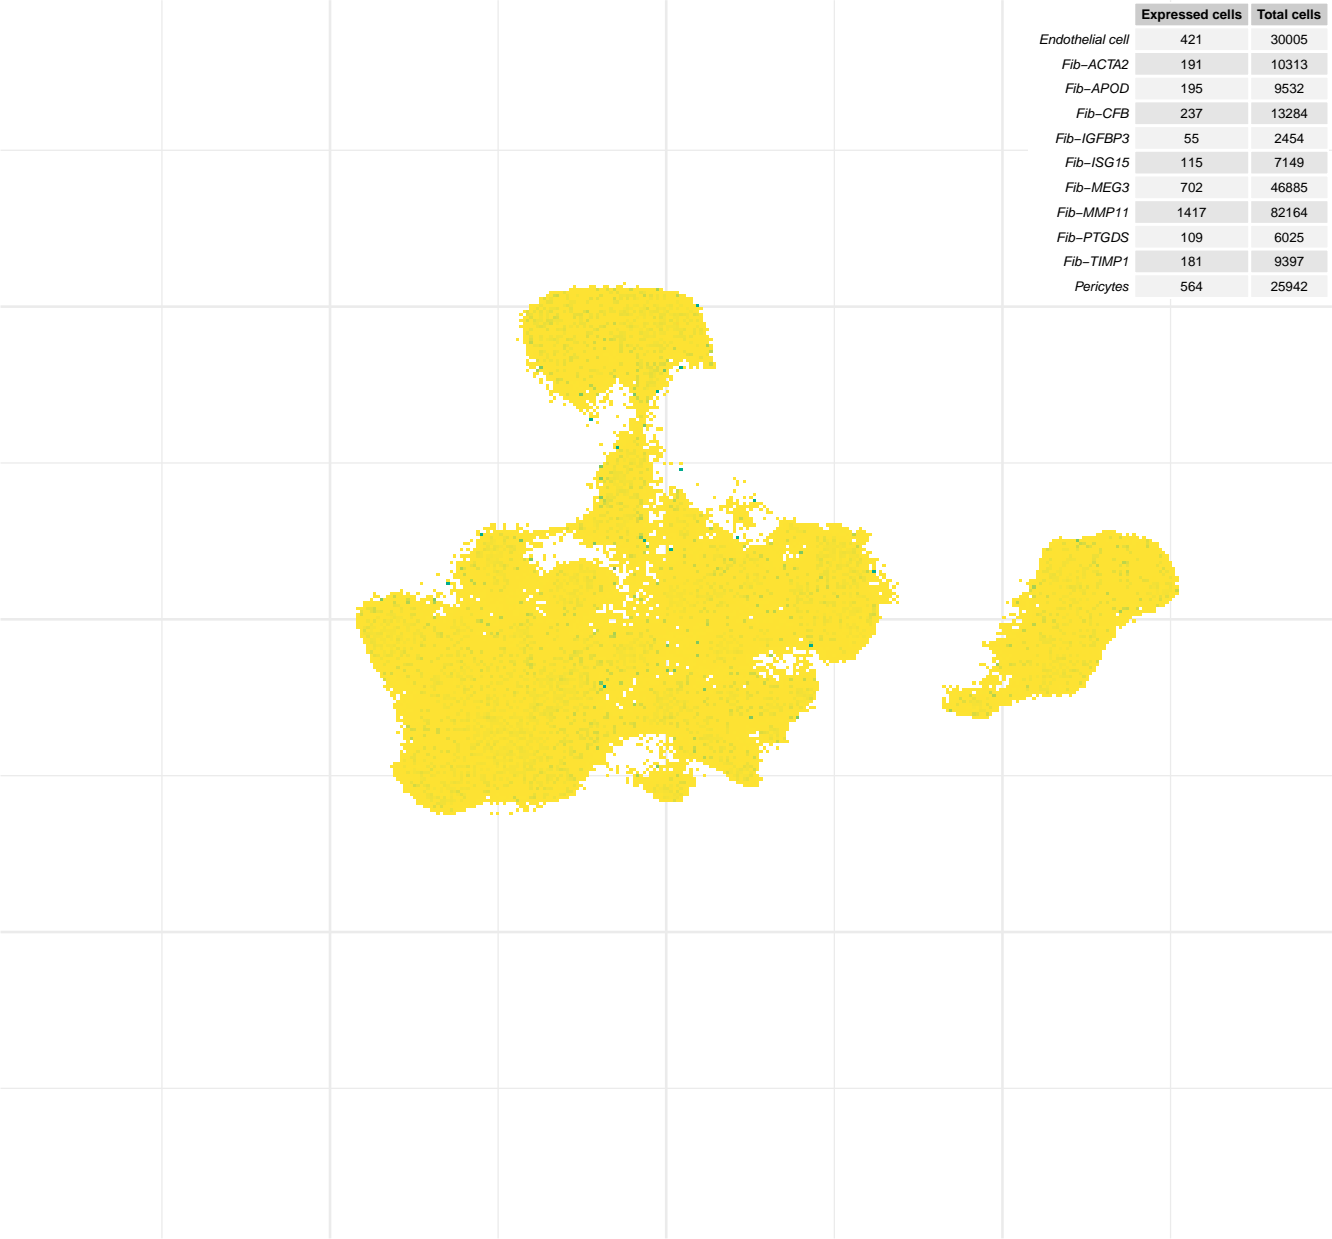 Expressed cells Total cells
Endothelial cell 421 30005
Fib−ACTA2 191 10313
Fib−APOD 195 9532
Fib−CFB 237 13284
Fib−IGFBP3 55 2454
Fib−ISG15 115 7149
Fib−MEG3 702 46885
Fib−MMP11 1417 82164
Fib−PTGDS 109 6025
Fib−TIMP1 181 9397
Pericytes 564 25942